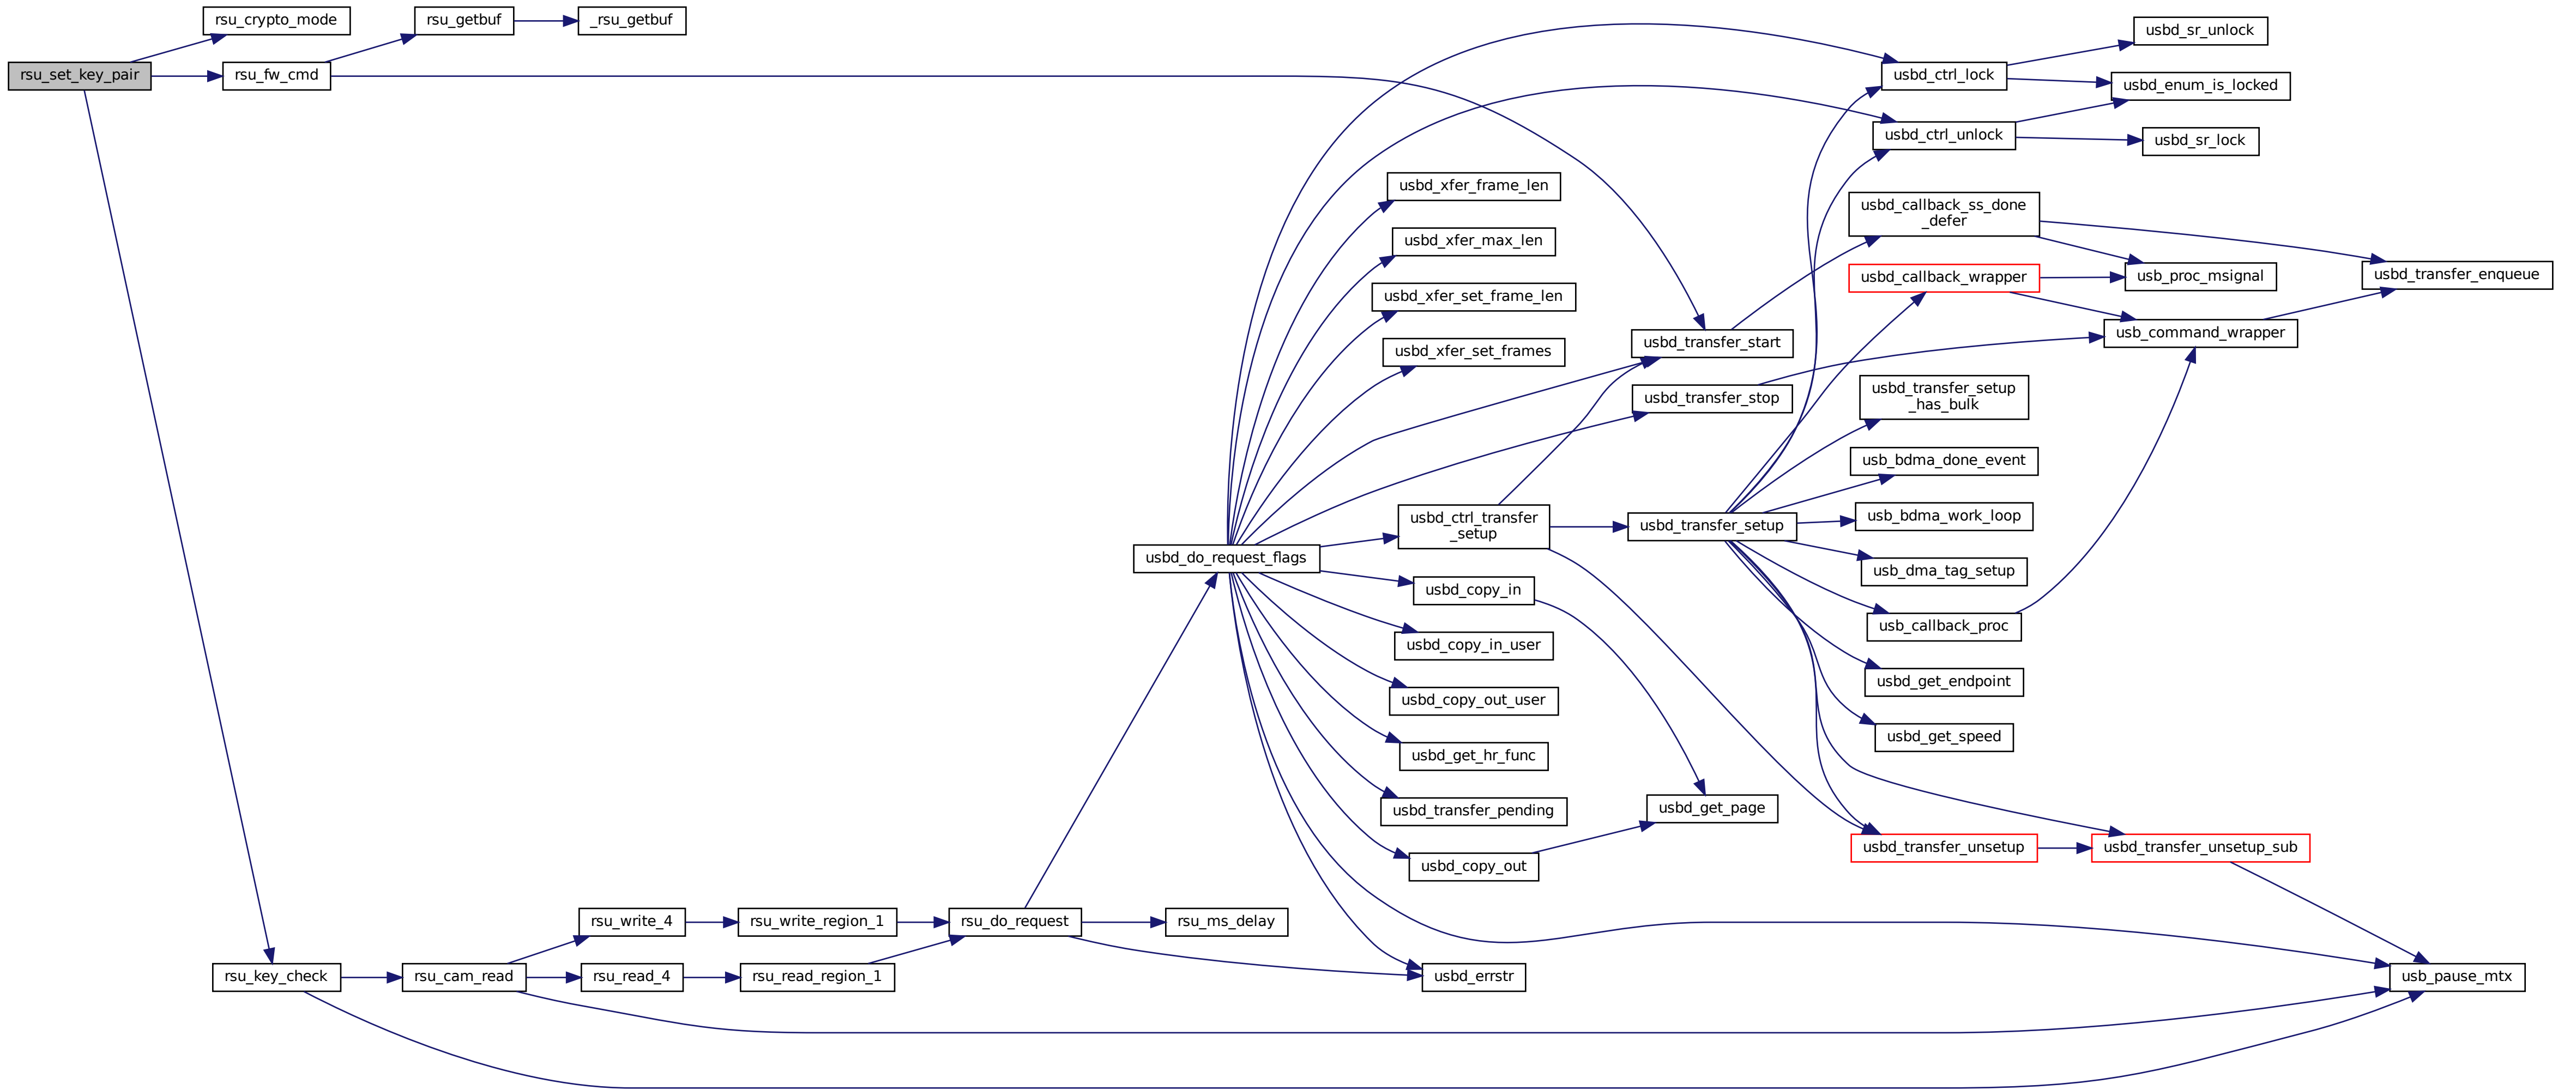 rsu_set_key_pair
rsu_crypto_mode
rsu_fw_cmd
rsu_getbuf
_rsu_getbuf
rsu_key_check
rsu_cam_read
rsu_write_4
rsu_read_4
rsu_write_region_1
rsu_read_region_1
rsu_do_request
rsu_ms_delay
usbd_do_request_flags
usbd_xfer_frame_len
usbd_xfer_max_len
usbd_xfer_set_frame_len
usbd_xfer_set_frames
usbd_ctrl_transfer
_setup
usbd_copy_in
usbd_copy_in_user
usbd_copy_out_user
usbd_get_hr_func
usbd_transfer_pending
usbd_copy_out
usbd_errstr
usbd_transfer_start
usbd_transfer_stop
usbd_transfer_setup
usbd_get_page
usbd_ctrl_lock
usbd_ctrl_unlock
usbd_callback_ss_done
_defer
usbd_callback_wrapper
usbd_transfer_setup
_has_bulk
usb_bdma_done_event
usb_bdma_work_loop
usb_dma_tag_setup
usb_callback_proc
usbd_get_endpoint
usbd_get_speed
usbd_transfer_unsetup
usbd_sr_unlock
usbd_enum_is_locked
usbd_sr_lock
usb_proc_msignal
usb_command_wrapper
usbd_transfer_unsetup_sub
usbd_transfer_enqueue
usb_pause_mtx